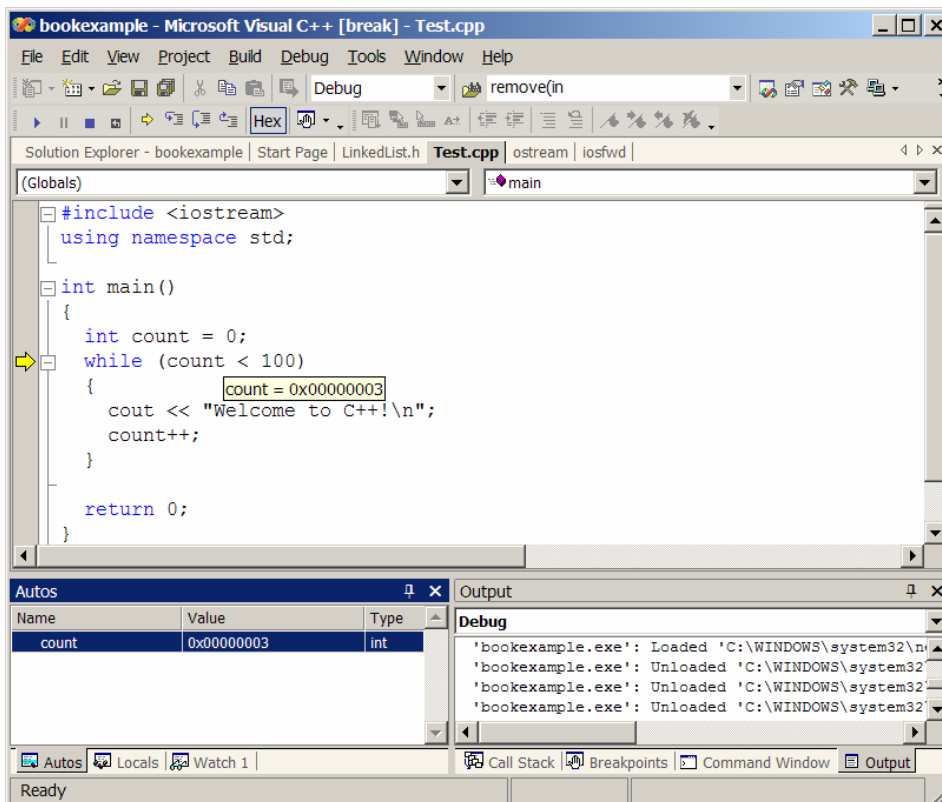 bookexample - Microsoft Visual C++ [break] - Test.cpp
File Edit View Project Build Debug Tools Window Help
Debug remove(in
Hex
Solution Explorer - bookexample Start Page LinkedList.h Test.cpp ostream iosfwd
(Globals) main
#include <iostream>
using namespace std;
int main()
{
int count = 0;
while (count < 100)
{
count = 0x00000003
cout << "Welcome to C++!\n";
count++;
}
return 0;
}
Autos
Name Value Type
count 0x00000003 int
Autos Locals Watch 1
Output
Debug
'bookexample.exe': Loaded 'C:\WINDOWS\system32\n
'bookexample.exe': Unloaded 'C:\WINDOWS\system32
'bookexample.exe': Unloaded 'C:\WINDOWS\system32
'bookexample.exe': Unloaded 'C:\WINDOWS\system32
Call Stack Breakpoints Command Window Output
Ready